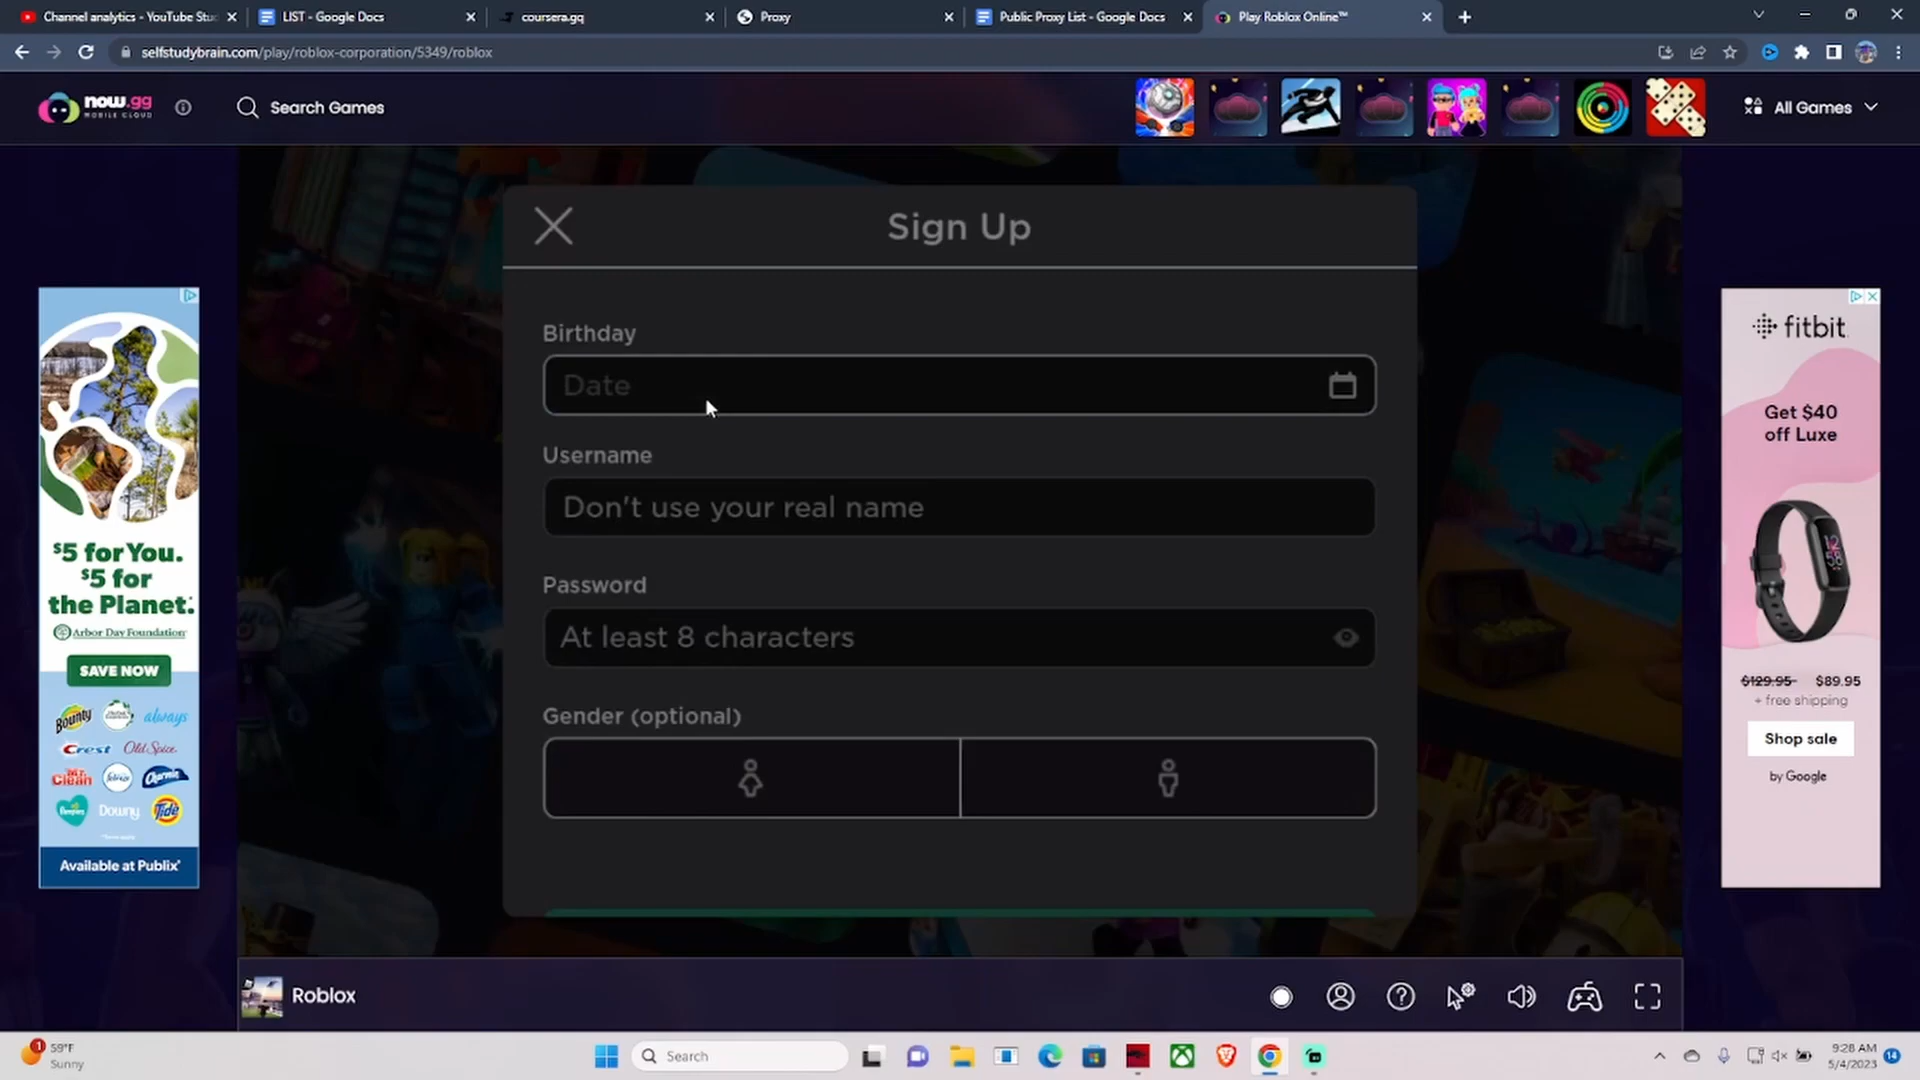 Channel analytics - YouTube Stu
LIST - Google Docs
coursera.gq
Proxy
Public Proxy List - Google Docs
Play Roblox Online™
selfstudybrain.com/play/roblox-corporation/5349/roblox
now.gg
MOBILE CLOUD
Search Games
All Games
Sign Up
Birthday
Date
Username
Don't use your real name
Password
At least 8 characters
Gender (optional)
$5 for You.
$5 for
the Planet.*
Arbor Day Foundation
SAVE NOW
Bounty
always
Crest
Old Spice
Mr. Clean
febreze
Charmin
Pampers
Downy
Tide
Available at Publix*
fitbit
Get $40
off Luxe
$129.95 $89.95
+ free shipping
Shop sale
by Google
Roblox
1
59°F
Sunny
Search
9:28 AM
5/4/2023
14